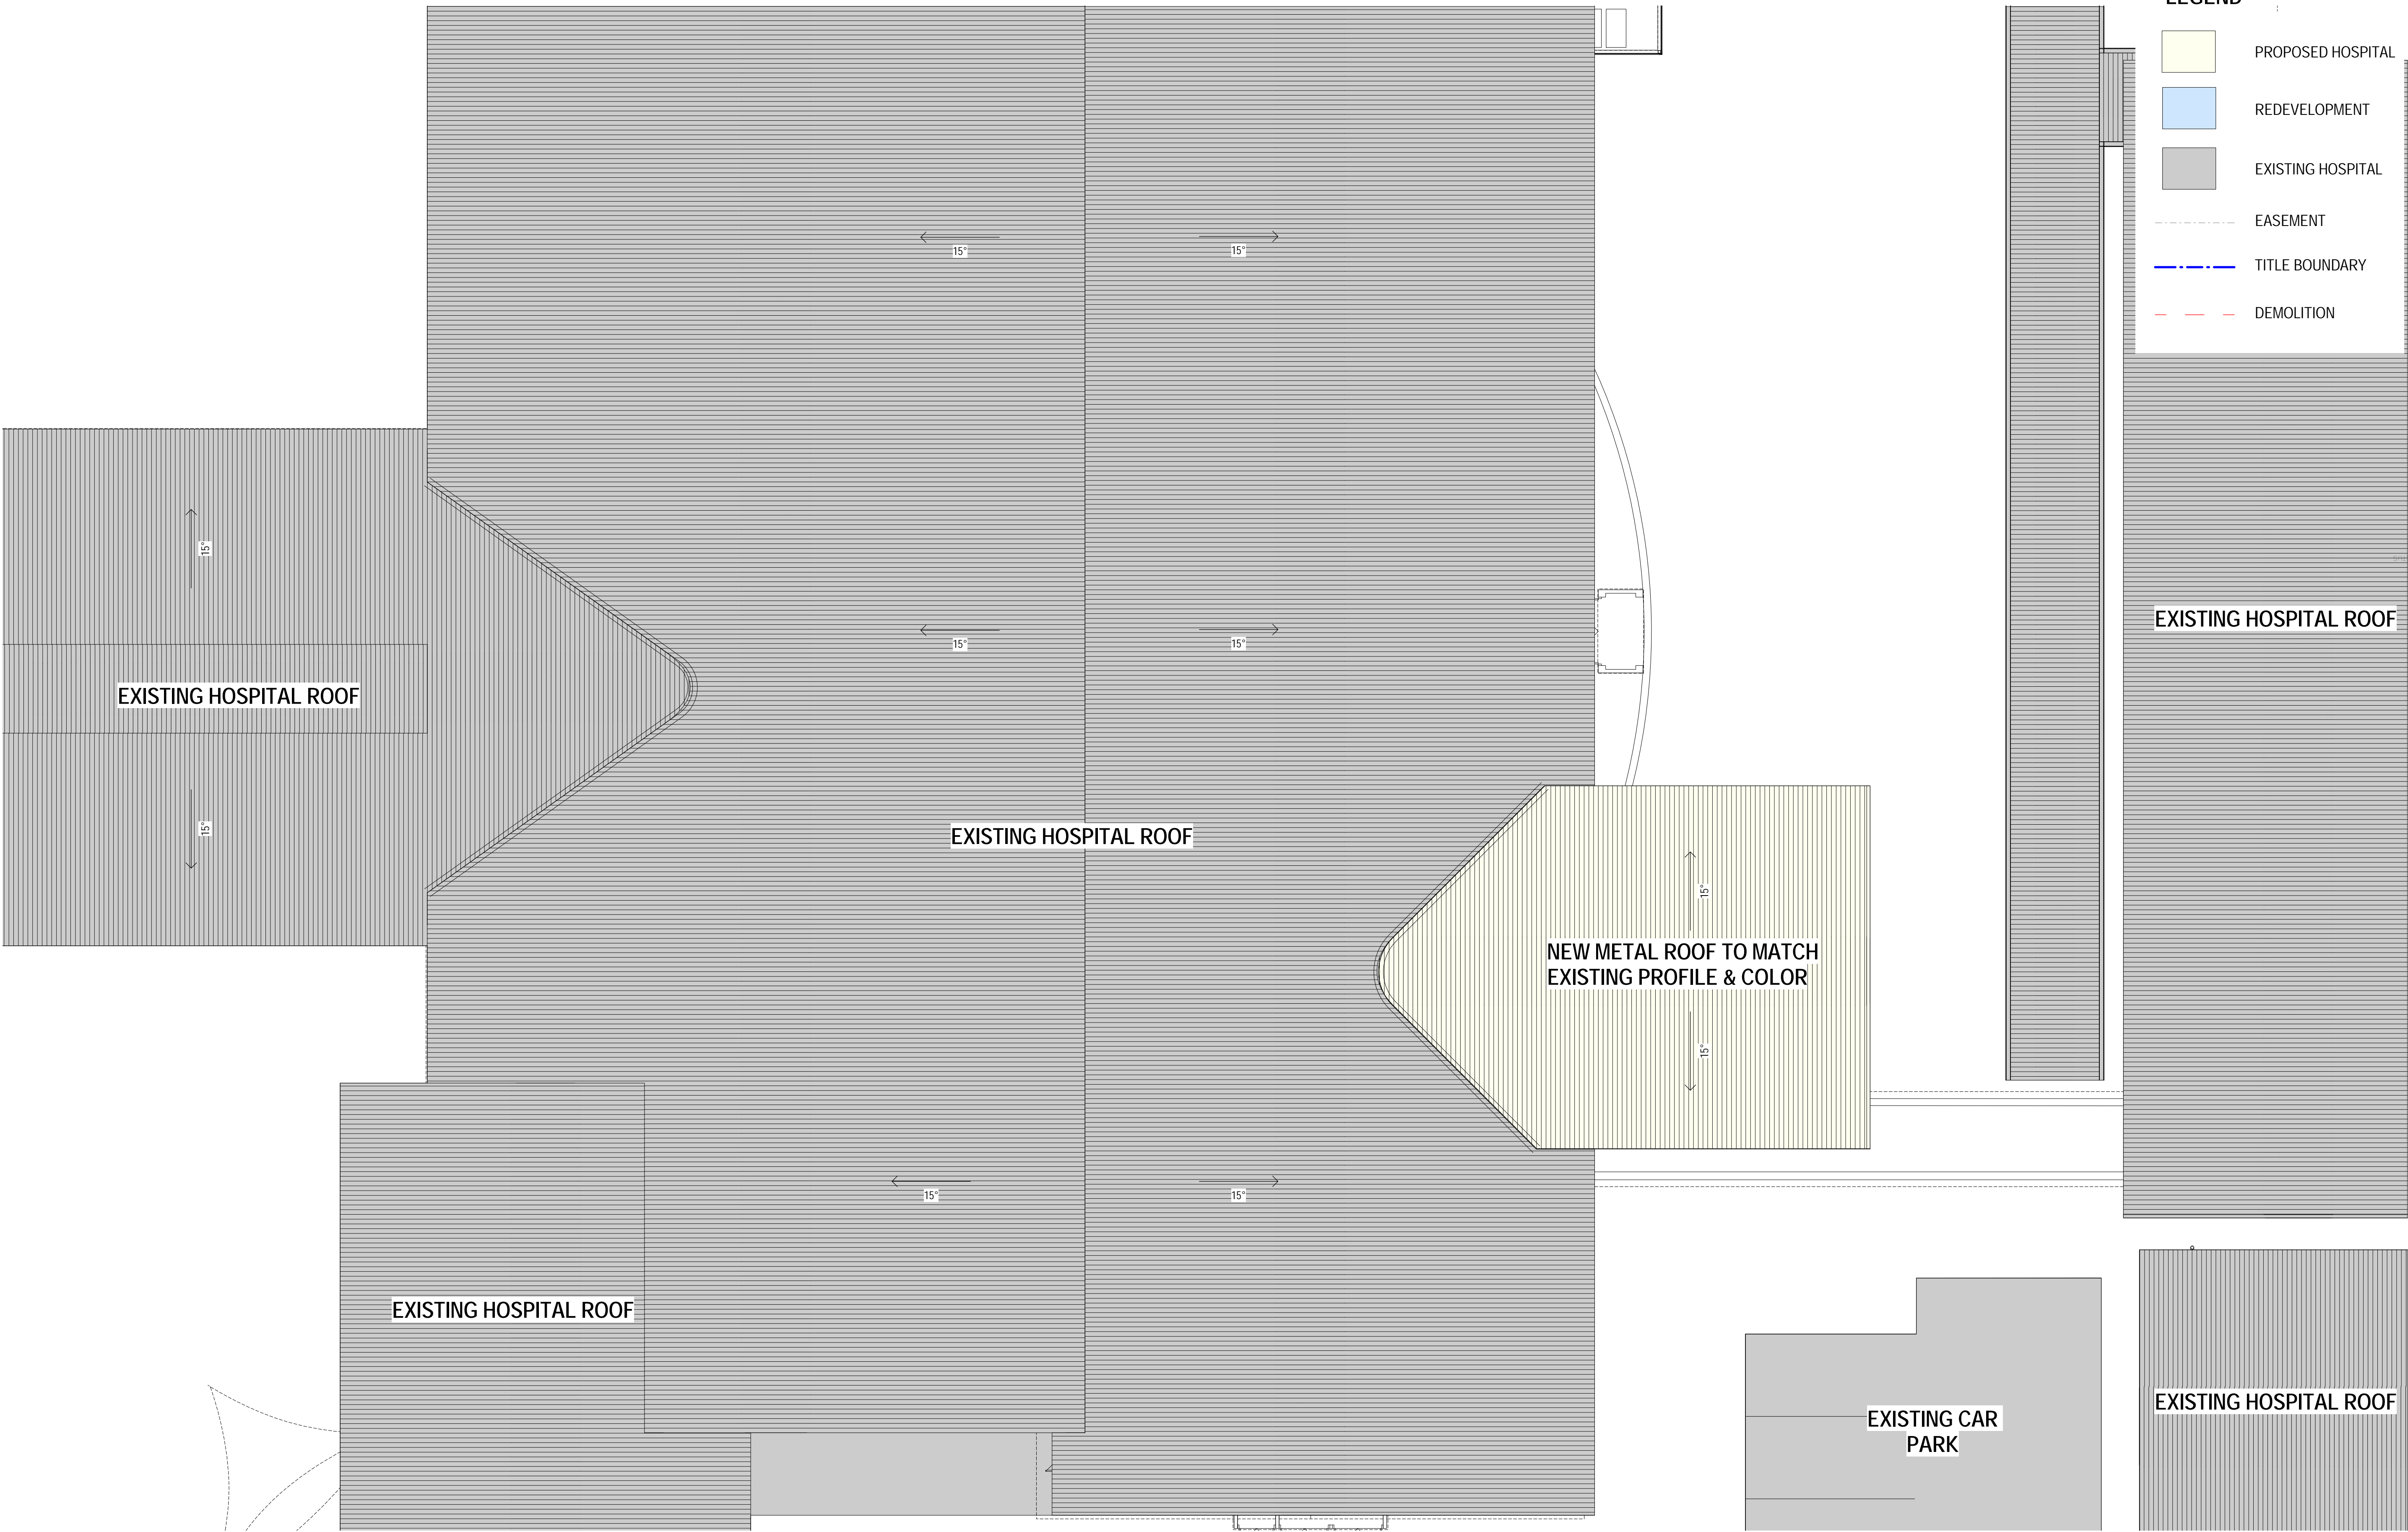 LEGEND
PROPOSED HOSPITAL
REDEVELOPMENT
EXISTING HOSPITAL
EASEMENT
TITLE BOUNDARY
DEMOLITION
15°
15°
15°
15°
15°
EXISTING HOSPITAL ROOF
EXISTING HOSPITAL ROOF
15°
EXISTING HOSPITAL ROOF
15°
NEW METAL ROOF TO MATCH
EXISTING PROFILE & COLOR
15°
15°
15°
15°
EXISTING HOSPITAL ROOF
EXISTING CAR
PARK
EXISTING HOSPITAL ROOF